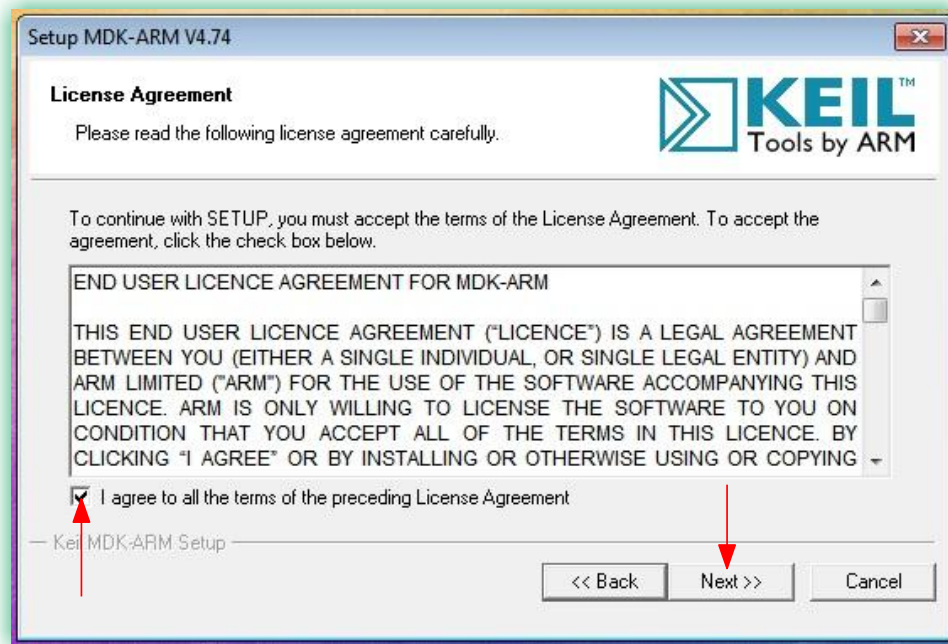 Setup MDK-ARM V4.74
License Agreement
Please read the following license agreement carefully.
KEIL™
Tools by ARM
To continue with SETUP, you must accept the terms of the License Agreement. To accept the
agreement, click the check box below.
END USER LICENCE AGREEMENT FOR MDK-ARM
THIS END USER LICENCE AGREEMENT (“LICENCE”) IS A LEGAL AGREEMENT
BETWEEN YOU (EITHER A SINGLE INDIVIDUAL, OR SINGLE LEGAL ENTITY) AND
ARM LIMITED ("ARM") FOR THE USE OF THE SOFTWARE ACCOMPANYING THIS
LICENCE. ARM IS ONLY WILLING TO LICENSE THE SOFTWARE TO YOU ON
CONDITION THAT YOU ACCEPT ALL OF THE TERMS IN THIS LICENCE. BY
CLICKING “I AGREE” OR BY INSTALLING OR OTHERWISE USING OR COPYING
I agree to all the terms of the preceding License Agreement
Keil MDK-ARM Setup
<< Back
Next >>
Cancel